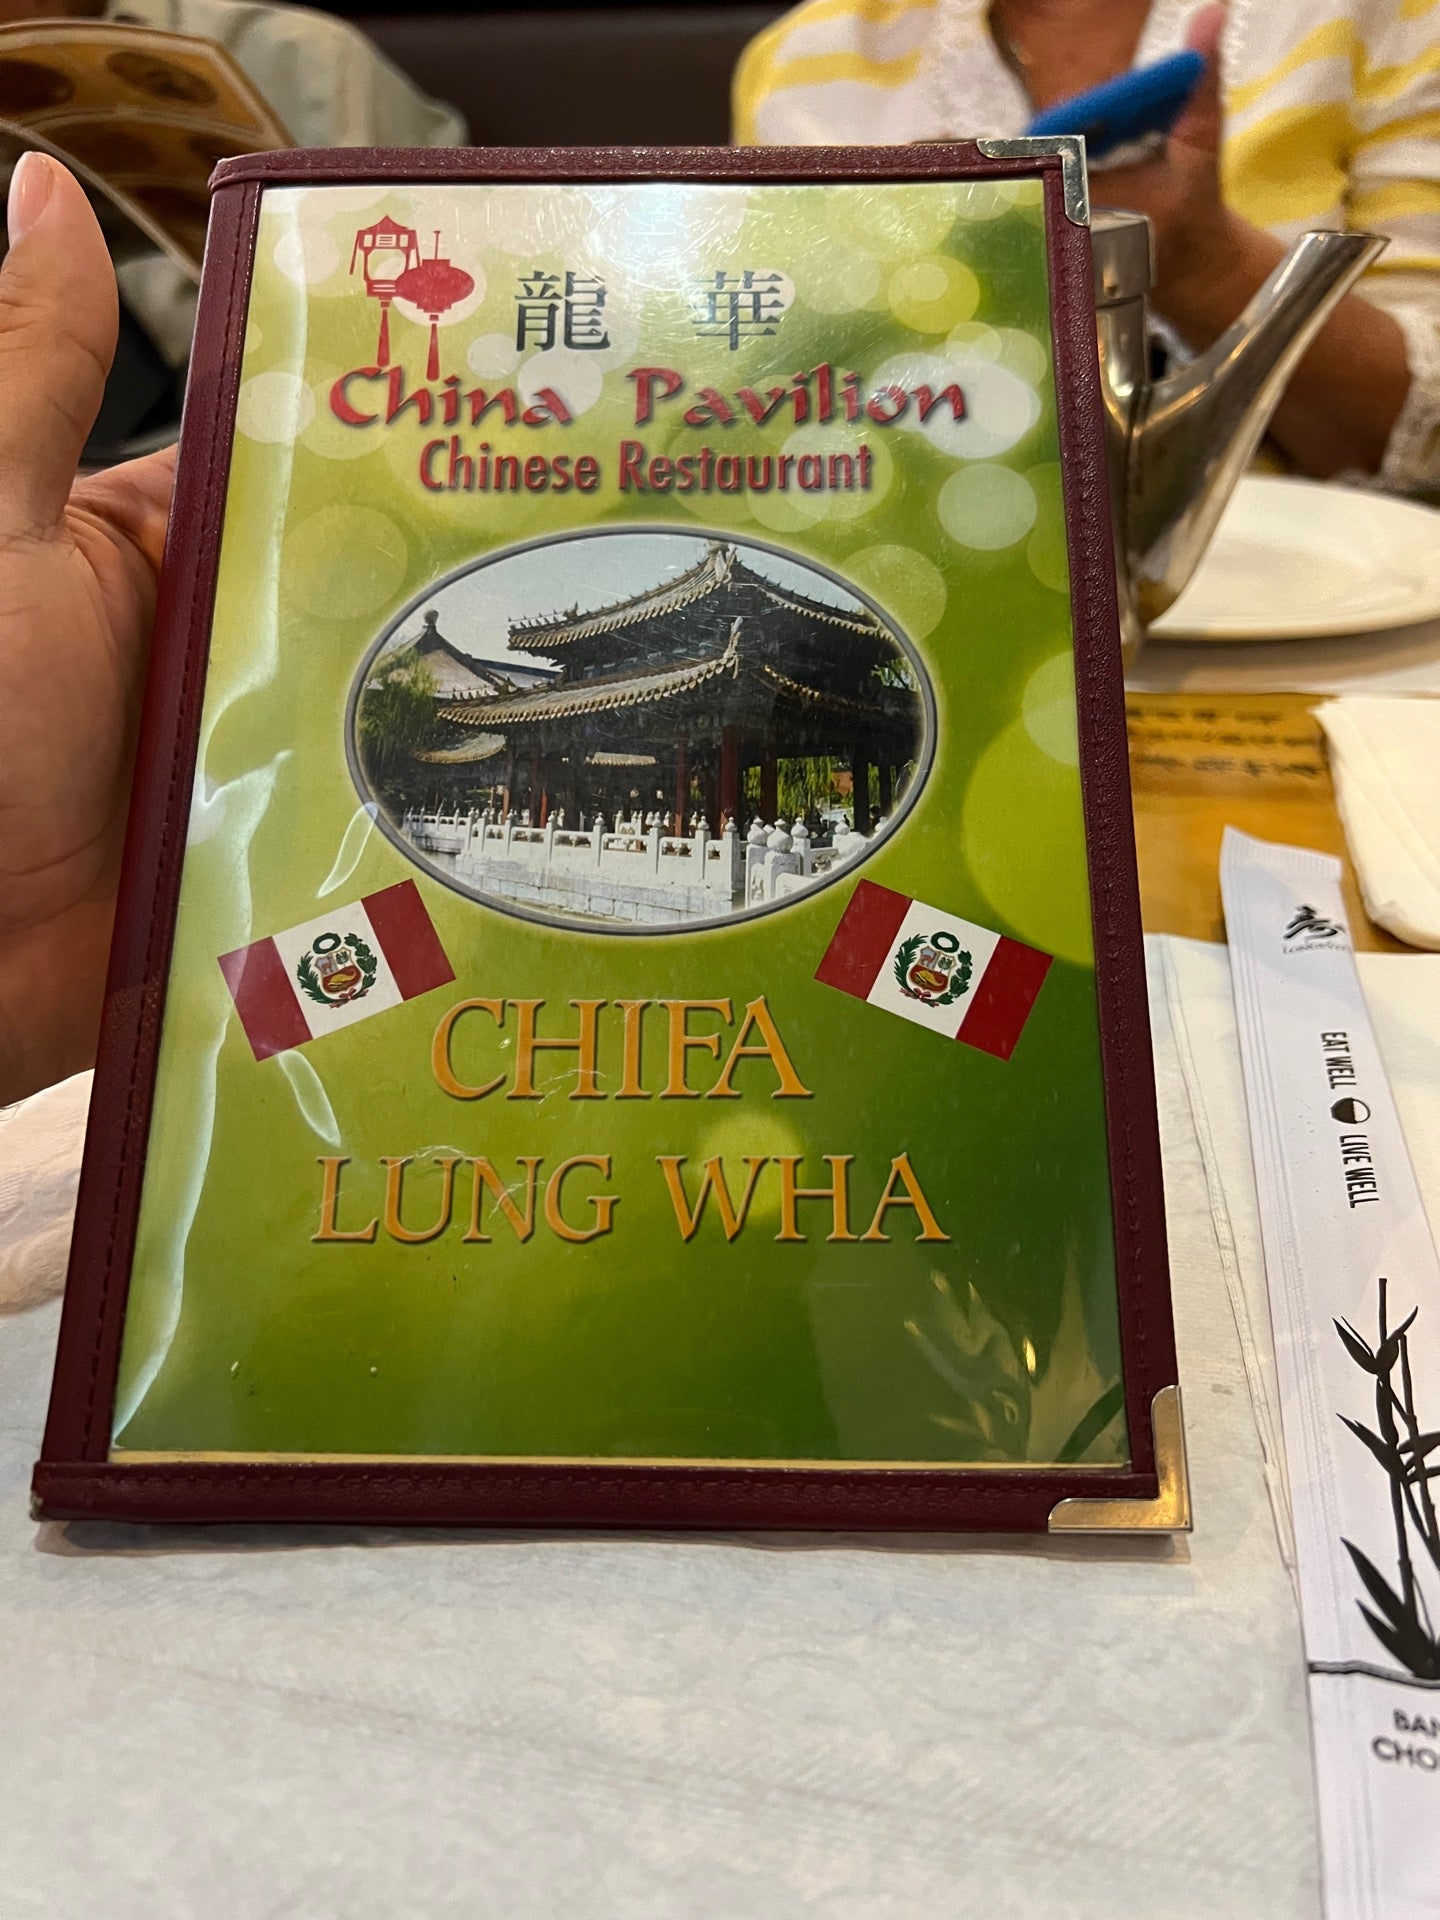 龍 華
China Pavilion
Chinese Restaurant
CHIFA
LUNG WHA
EAT WELL LIVE WELL